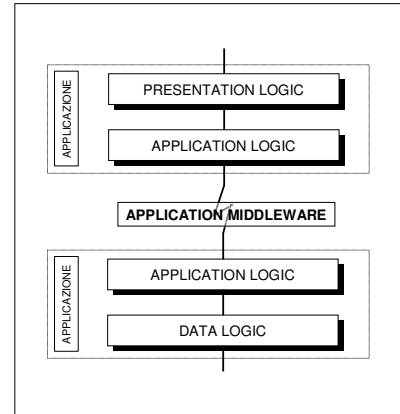 APPLICAZIONE
PRESENTATION LOGIC
APPLICATION LOGIC
APPLICATION MIDDLEWARE
APPLICAZIONE
APPLICATION LOGIC
DATA LOGIC